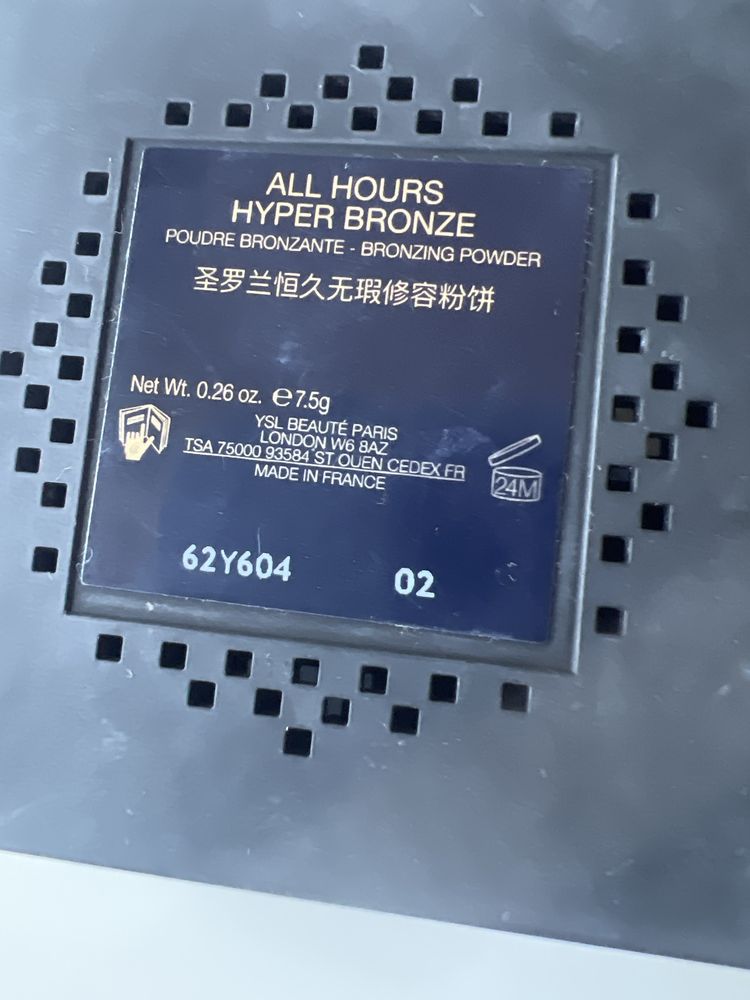 ALL HOURS
HYPER BRONZE
POUDRE BRONZANTE - BRONZING POWDER
圣罗兰恒久无瑕修容粉饼
Net Wt. 0.26 oz. ℮ 7.5g
YSL BEAUTÉ PARIS
LONDON W6 8AZ
TSA 75000 93584 ST OUEN CEDEX FR
MADE IN FRANCE
24M
62Y604 02